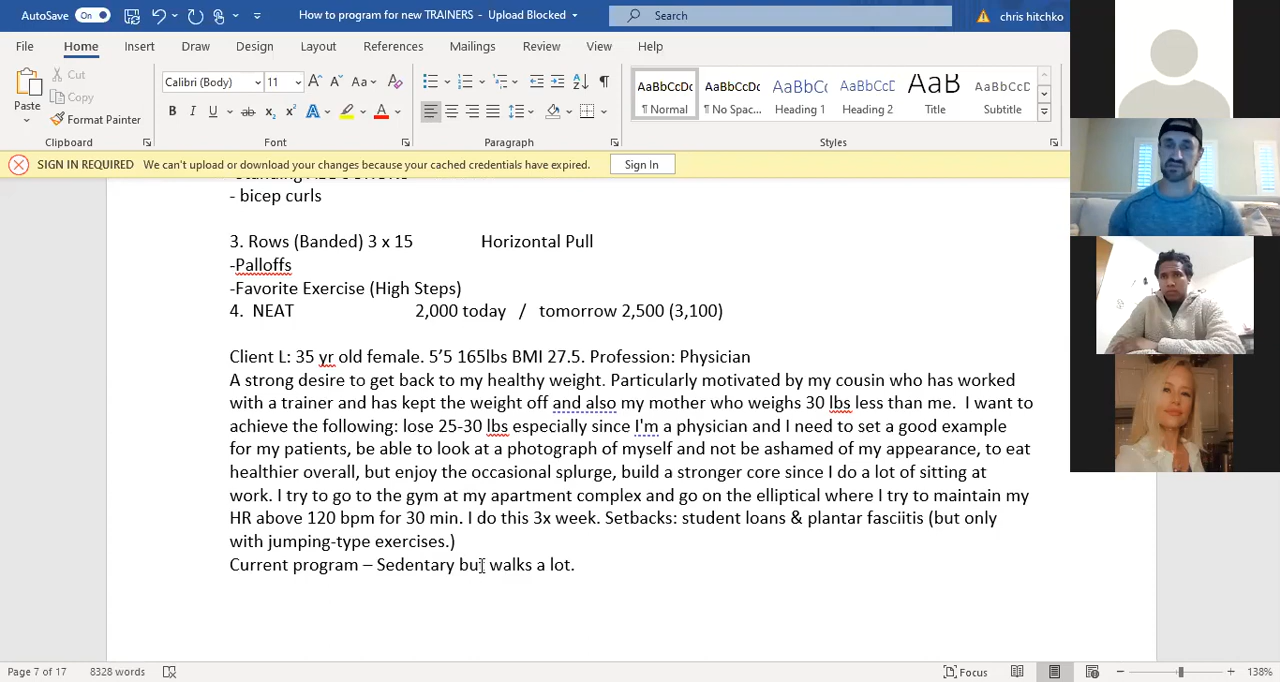 AutoSave On How to program for new TRAINERS - Upload Blocked Search chris hitchko
File Home Insert Draw Design Layout References Mailings Review View Help
Cut
Copy
Paste Format Painter
Calibri (Body) 11 A A Aa A
B I U ab x₂ x² A A
AaBbCcDc AaBbCcDc AaBbCc AaBbCcD AaB AaBbCcD
¶ Normal ¶ No Spac... Heading 1 Heading 2 Title Subtitle
Clipboard Font Paragraph Styles
SIGN IN REQUIRED We can't upload or download your changes because your cached credentials have expired. Sign In
- bicep curls
3. Rows (Banded) 3 x 15 Horizontal Pull
-Palloffs
-Favorite Exercise (High Steps)
4. NEAT 2,000 today / tomorrow 2,500 (3,100)
Client L: 35 yr old female. 5’5 165lbs BMI 27.5. Profession: Physician
A strong desire to get back to my healthy weight. Particularly motivated by my cousin who has worked
with a trainer and has kept the weight off and also my mother who weighs 30 lbs less than me. I want to
achieve the following: lose 25-30 lbs especially since I'm a physician and I need to set a good example
for my patients, be able to look at a photograph of myself and not be ashamed of my appearance, to eat
healthier overall, but enjoy the occasional splurge, build a stronger core since I do a lot of sitting at
work. I try to go to the gym at my apartment complex and go on the elliptical where I try to maintain my
HR above 120 bpm for 30 min. I do this 3x week. Setbacks: student loans & plantar fasciitis (but only
with jumping-type exercises.)
Current program – Sedentary but walks a lot.
Page 7 of 17 8328 words Focus 138%